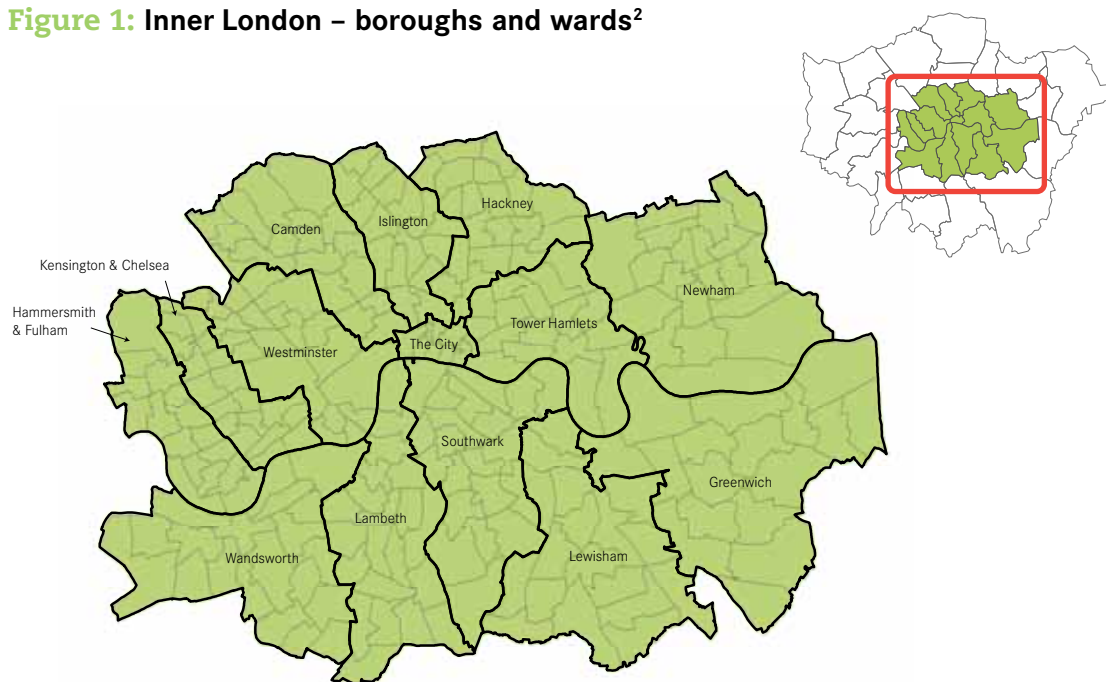 Figure 1: Inner London – boroughs and wards²
Hackney
Islington
Camden
Kensington & Chelsea
Newham
Hammersmith
& Fulham
Tower Hamlets
The City
Westminster
Southwark
Greenwich
Lambeth
Wandsworth
Lewisham